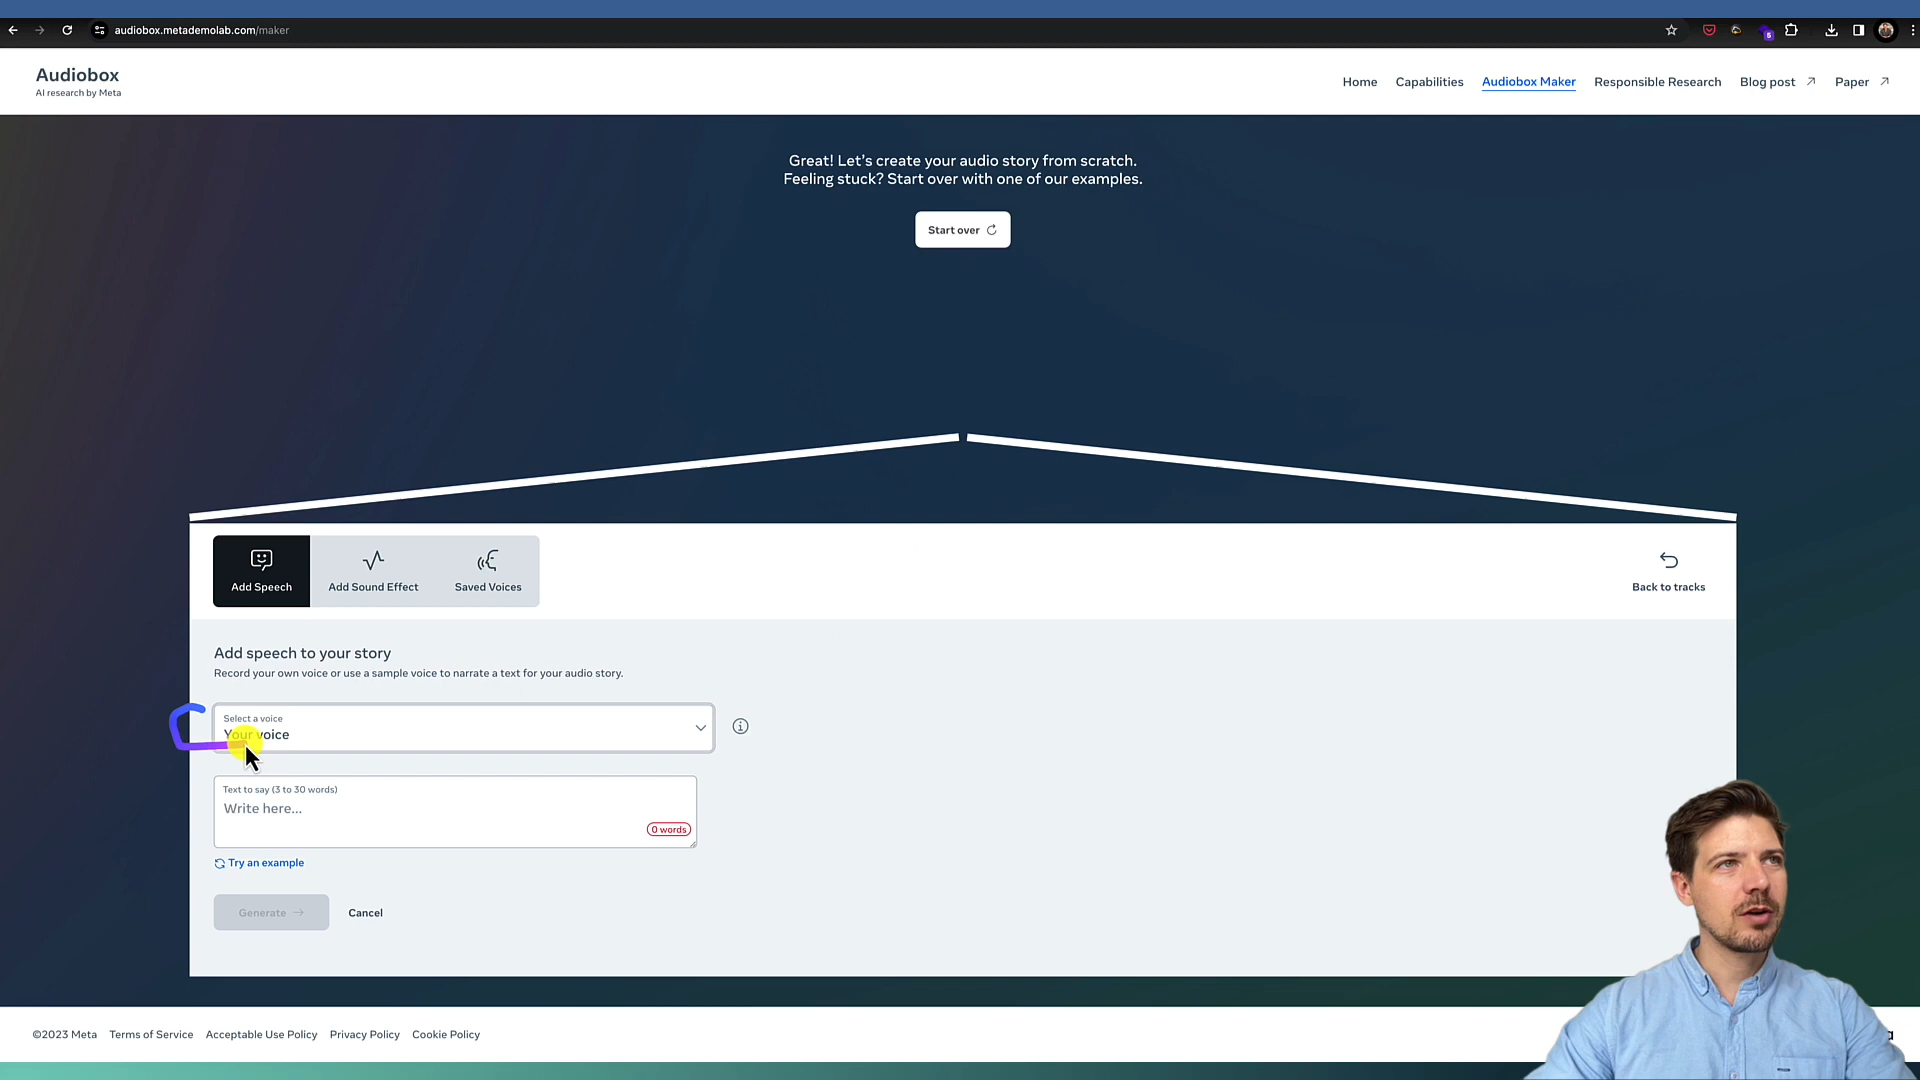 audiobox.metademolab.com/maker
5
Audiobox
AI research by Meta
Home Capabilities Audiobox Maker Responsible Research Blog post Paper
Great! Let's create your audio story from scratch.
Feeling stuck? Start over with one of our examples.
Start over
Add Speech Add Sound Effect Saved Voices Back to tracks
Add speech to your story
Record your own voice or use a sample voice to narrate a text for your audio story.
Select a voice
Your voice
Text to say (3 to 30 words)
Write here...
0 words
Try an example
Generate Cancel
©2023 Meta Terms of Service Acceptable Use Policy Privacy Policy Cookie Policy